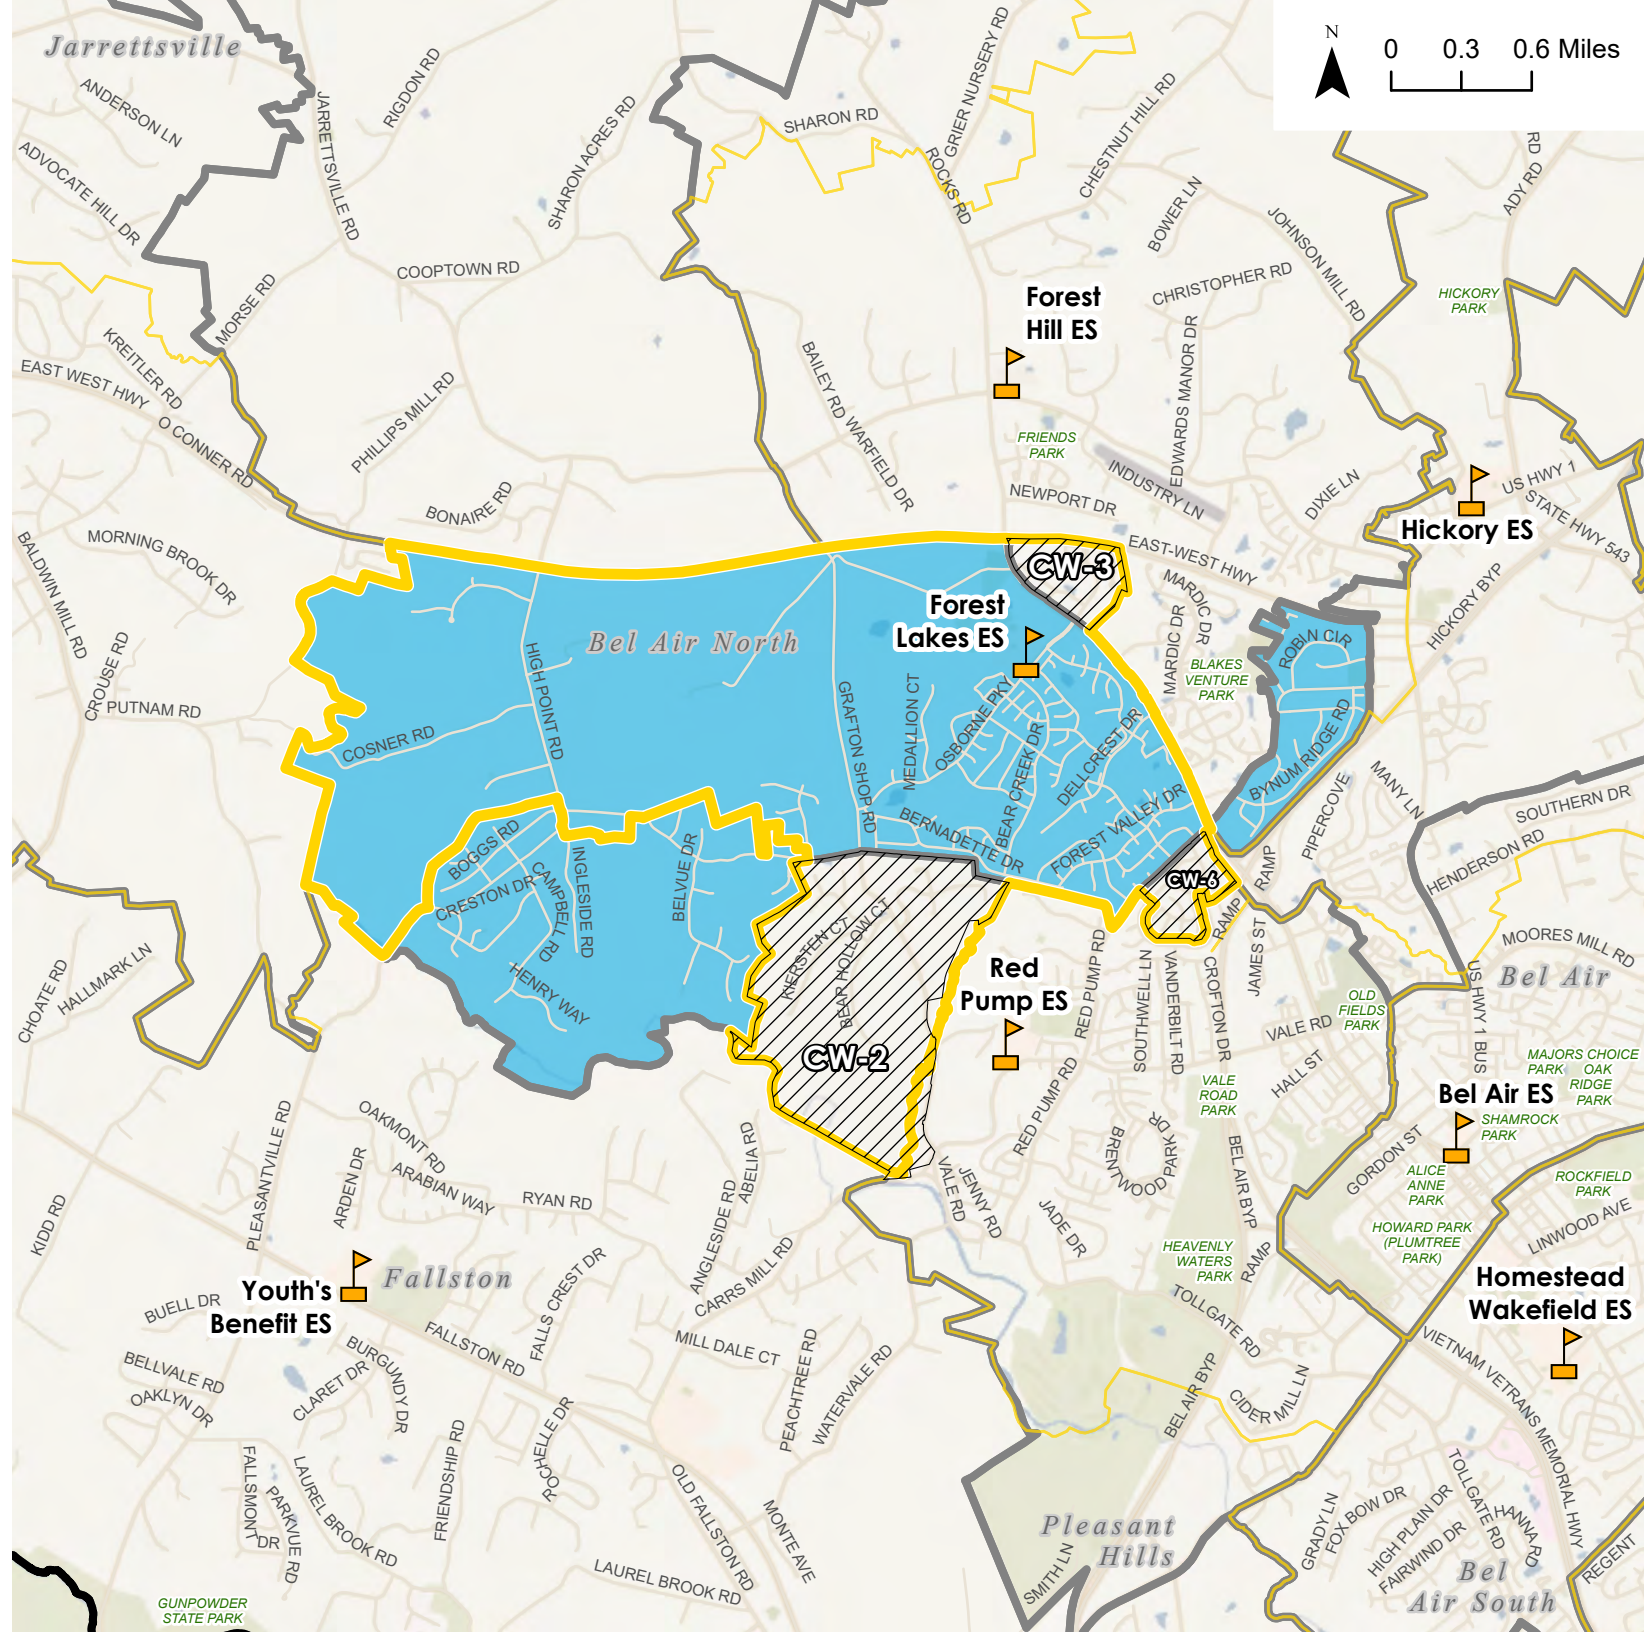 Jarrettsville
ANDERSON LN
ADVOCATE HILL DR
JARRETTSVILLE RD
RIGDON RD
SHARON ACRES RD
COOPTOWN RD
MORSE RD
SHARON RD
GRIER NURSERY RD
ROCKS RD
CHESTNUT HILL RD
BOWER LN
JOHNSON MILL RD
CHRISTOPHER RD
N
0 0.3 0.6 Miles
RD
ADY RD
HICKORY
PARK
Forest
Hill ES
KREITLER RD
EAST WEST HWY
O CONNER RD
PHILLIPS MILL RD
BONAIRE RD
BAILEY RD
WARFIELD DR
FRIENDS
PARK
EDWARDS MANOR DR
INDUSTRY LN
NEWPORT DR
DIXIE LN
US HWY 1
STATE HWY 543
Hickory ES
HICKORY BYP
EAST-WEST HWY
MARDIC DR
MARDIC DR
BLAKES
VENTURE
PARK
ROBIN CIR
BYNUM RIDGE RD
MORNING BROOK DR
BALDWIN MILL RD
CROUSE RD
PUTNAM RD
COSNER RD
HIGH POINT RD
Bel Air North
CW-3
Forest
Lakes ES
GRAFTON SHOP RD
MEDALLION CT
OSBORNE PKY
BEAR CREEK DR
DELLCREST DR
BERNADETTE DR
FOREST VALLEY DR
PIPERCOVE
MANY LN
SOUTHERN DR
HENDERSON RD
RAMP
BOGGS RD
CRESTON DR
CAMPBELL RD
INGLESIDE RD
BELVUE DR
HENRY WAY
CW-6
RAMP
JAMES ST
MOORES MILL RD
Bel Air
US HWY 1 BUS
KIERSTEN CT
BEAR HOLLOW CT
CW-2
Red
Pump ES
RED PUMP RD
SOUTHWELL LN
VANDERBILT RD
CROFTON DR
OLD
FIELDS
PARK
VALE RD
HALL ST
CHOATE RD
HALLMARK LN
VALE
ROAD
PARK
MAJORS CHOICE
PARK
OAK
RIDGE
PARK
Bel Air ES
SHAMROCK
PARK
GORDON ST
ALICE
ANNE
PARK
ROCKFIELD
PARK
HOWARD PARK
(PLUMTREE
PARK)
LINWOOD AVE
RED PUMP RD
BRENTWOOD PARK DR
BEL AIR BYP
RAMP
HEAVENLY
WATERS
PARK
Homestead
Wakefield ES
PLEASANTVILLE RD
OAKMONT RD
ARDEN DR
ARABIAN WAY
RYAN RD
ABELIA RD
ANGLESIDE RD
CARRS MILL RD
VALE RD
JENNY RD
JADE DR
KIDD RD
Youth's
Benefit ES
Fallston
BUELL DR
FALLSTON RD
FALLS CREST DR
MILL DALE CT
PEACHTREE RD
WATERVALE RD
TOLLGATE RD
BEL AIR BYP
CIDER MILL LN
VIETNAM VETRANS MEMORIAL HWY
BELLVALE RD
OAKLYN DR
CLARET DR
BURGUNDY DR
FRIENDSHIP RD
ROCHELLE DR
FALLSMONT DR
PARKVUE RD
LAUREL BROOK RD
OLD FALLSTON RD
MONTE AVE
LAUREL BROOK RD
Pleasant
Hills
SMITH LN
GRADY LN
FOX BOW DR
HIGH PLAIN DR
FAIRWIND DR
TOLLGATE RD
HANNA RD
REGENT
Bel
Air South
GUNPOWDER
STATE PARK